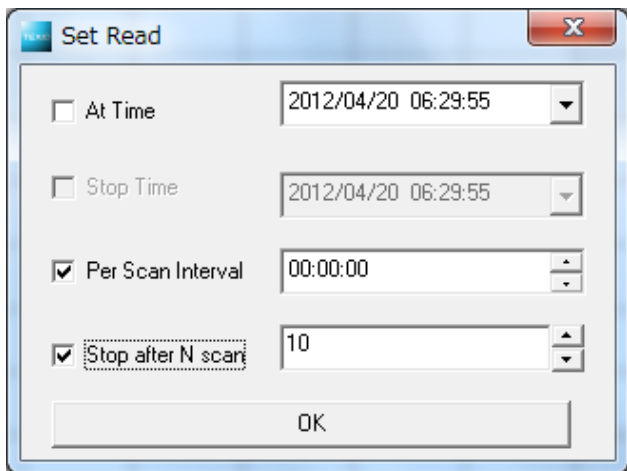 Set Read
At Time 2012/04/20 06:29:55
Stop Time 2012/04/20 06:29:55
Per Scan Interval 00:00:00
Stop after N scan 10
OK